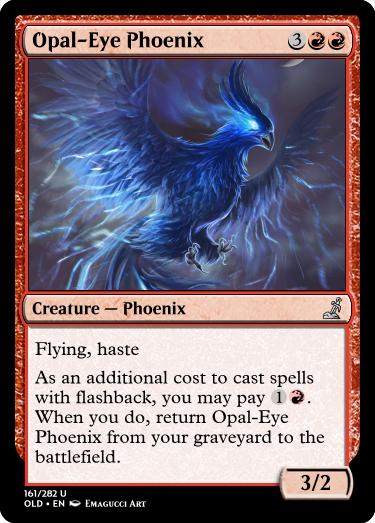 Opal-Eye Phoenix 3
Flying, haste
Creature — Phoenix
As an additional cost to cast spells
with flashback, you may pay 1 .
When you do, return Opal-Eye
Phoenix from your graveyard to the
battlefield.
3/2
161/282 U
OLD • EN Emagucci Art